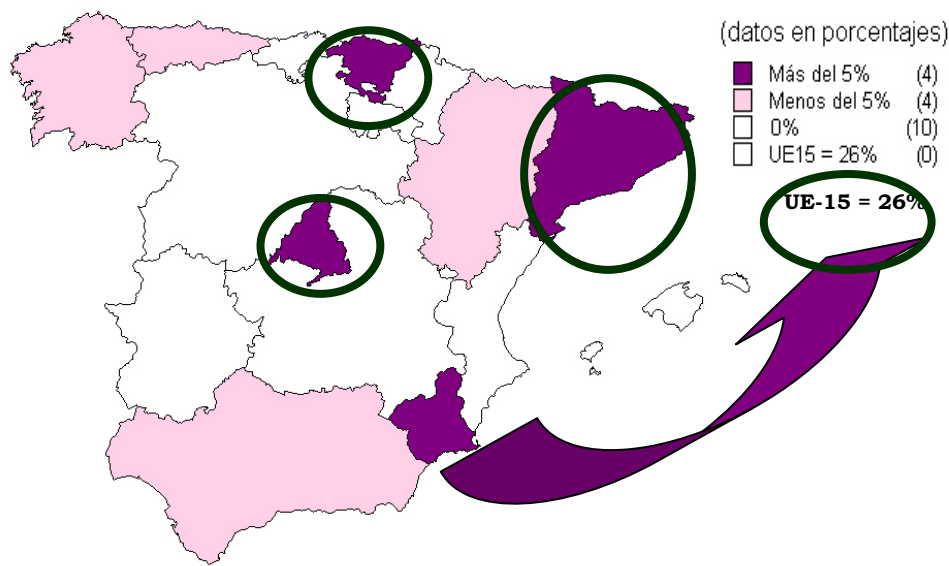 (datos en porcentajes)
Más del 5% (4)
Menos del 5% (4)
0% (10)
UE15 = 26% (0)
UE-15 = 26%